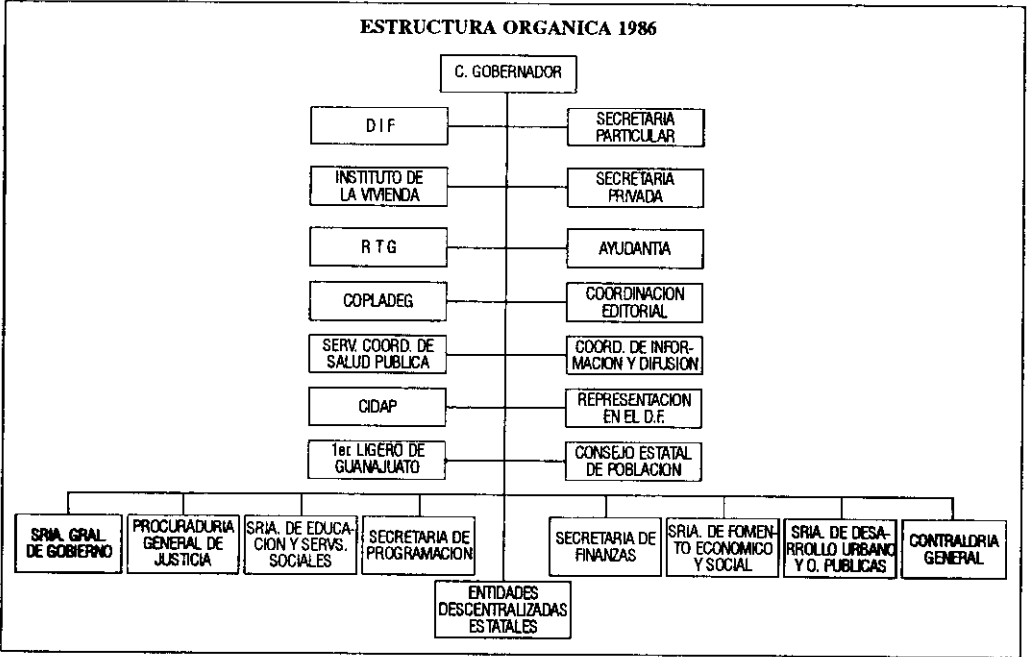 ESTRUCTURA ORGANICA 1986
C. GOBERNADOR
D I F
SECRETARIA
PARTICULAR
INSTITUTO DE
LA VIVIENDA
SECRETARIA
PRIVADA
R T G
AYUDANTIA
COPLADEG
COORDINACION
EDITORIAL
SERV. COORD. DE
SALUD PUBLICA
COORD. DE INFOR-
MACION Y DIFUSION
CIDAP
REPRESENTACION
EN EL D.F.
1er. LIGERO DE
GUANAJUATO
CONSEJO ESTATAL
DE POBLACION
SRIA. GRAL.
DE GOBIERNO
PROCURADURIA
GENERAL DE
JUSTICIA
SRIA. DE EDUCA-
CION Y SERVS.
SOCIALES
SECRETARIA DE
PROGRAMACION
SECRETARIA DE
FINANZAS
SRIA. DE FOMEN-
TO ECONOMICO
Y SOCIAL
SRIA. DE DESA-
RROLLO URBANO
Y O. PUBLICAS
CONTRALORIA
GENERAL
ENTIDADES
DESCENTRALIZADAS
ESTATALES